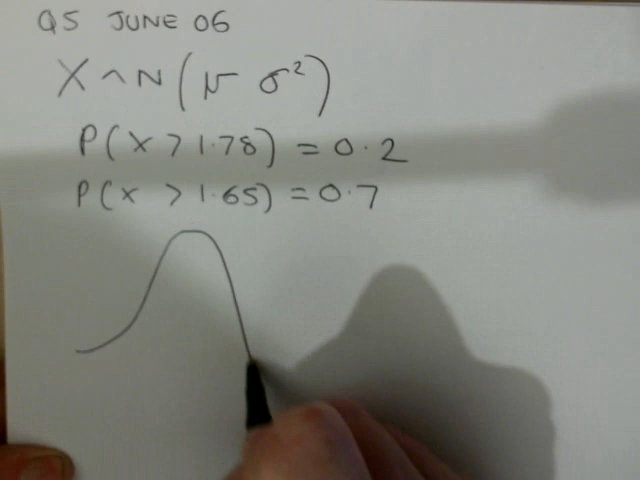 Q5 JUNE 06
X ~ N (μ σ²)
P(X > 1.78) = 0.2
P(X > 1.65) = 0.7